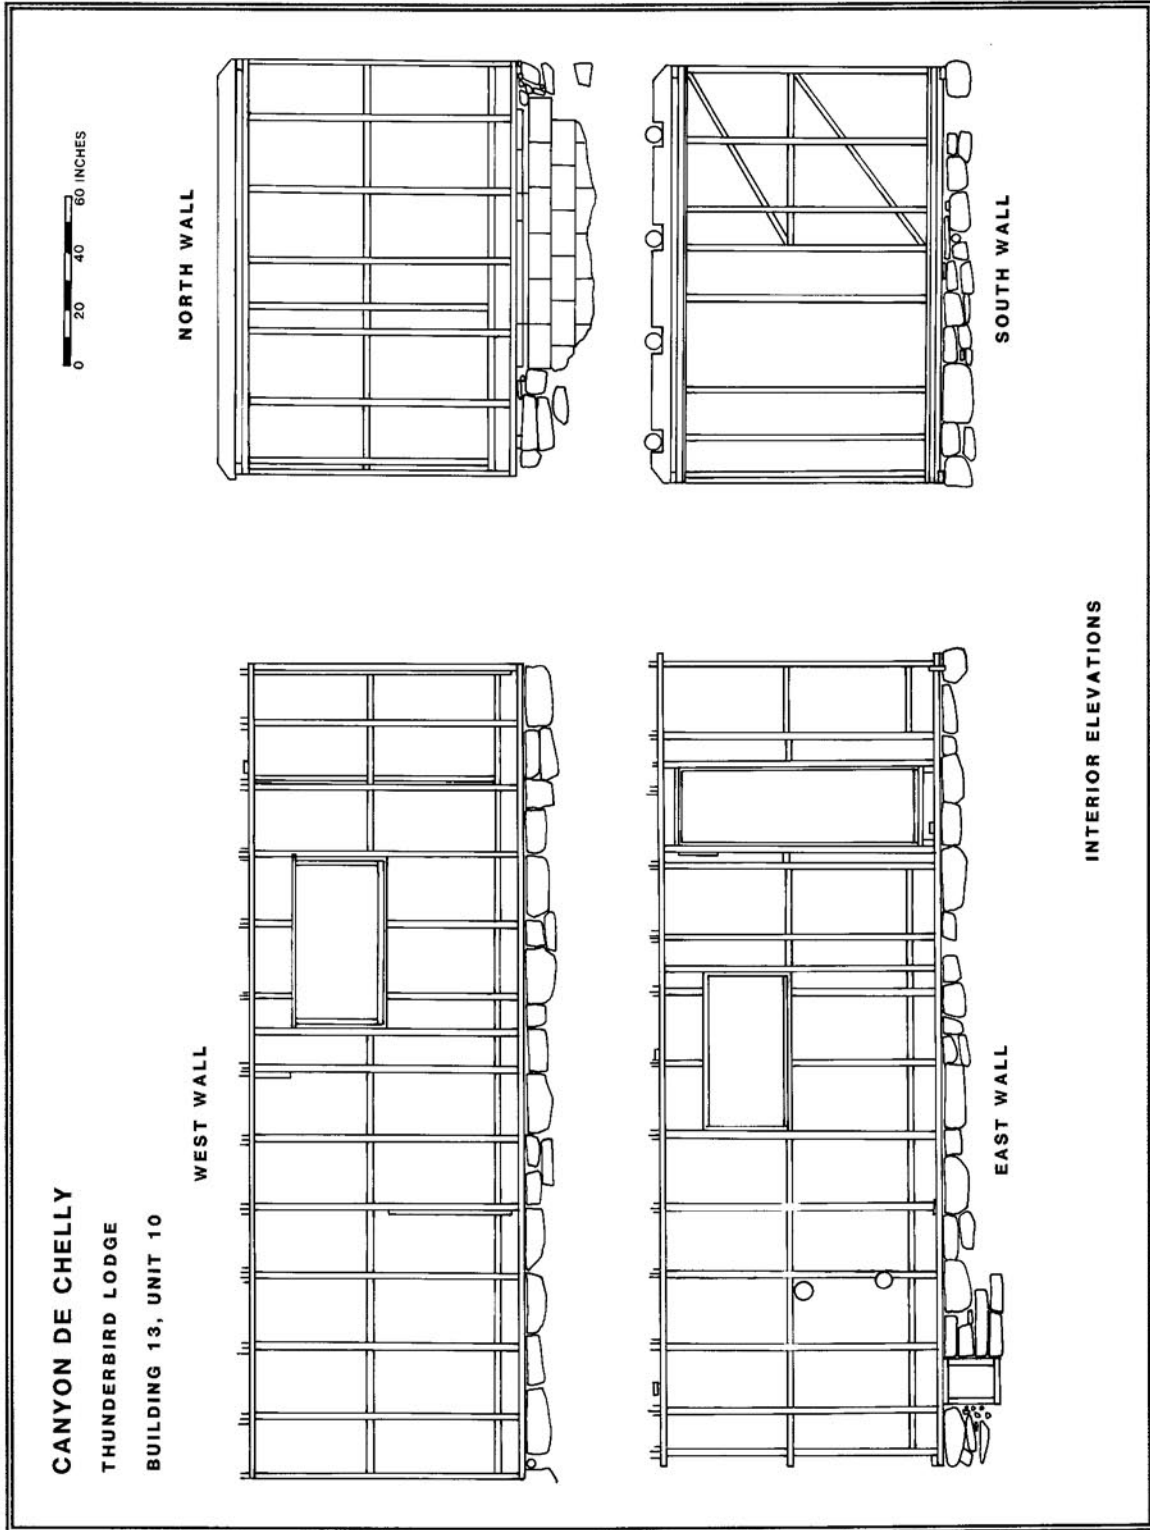 CANYON DE CHELLY
THUNDERBIRD LODGE
BUILDING 13, UNIT 10
0 20 40 60 INCHES
WEST WALL
NORTH WALL
EAST WALL
SOUTH WALL
INTERIOR ELEVATIONS